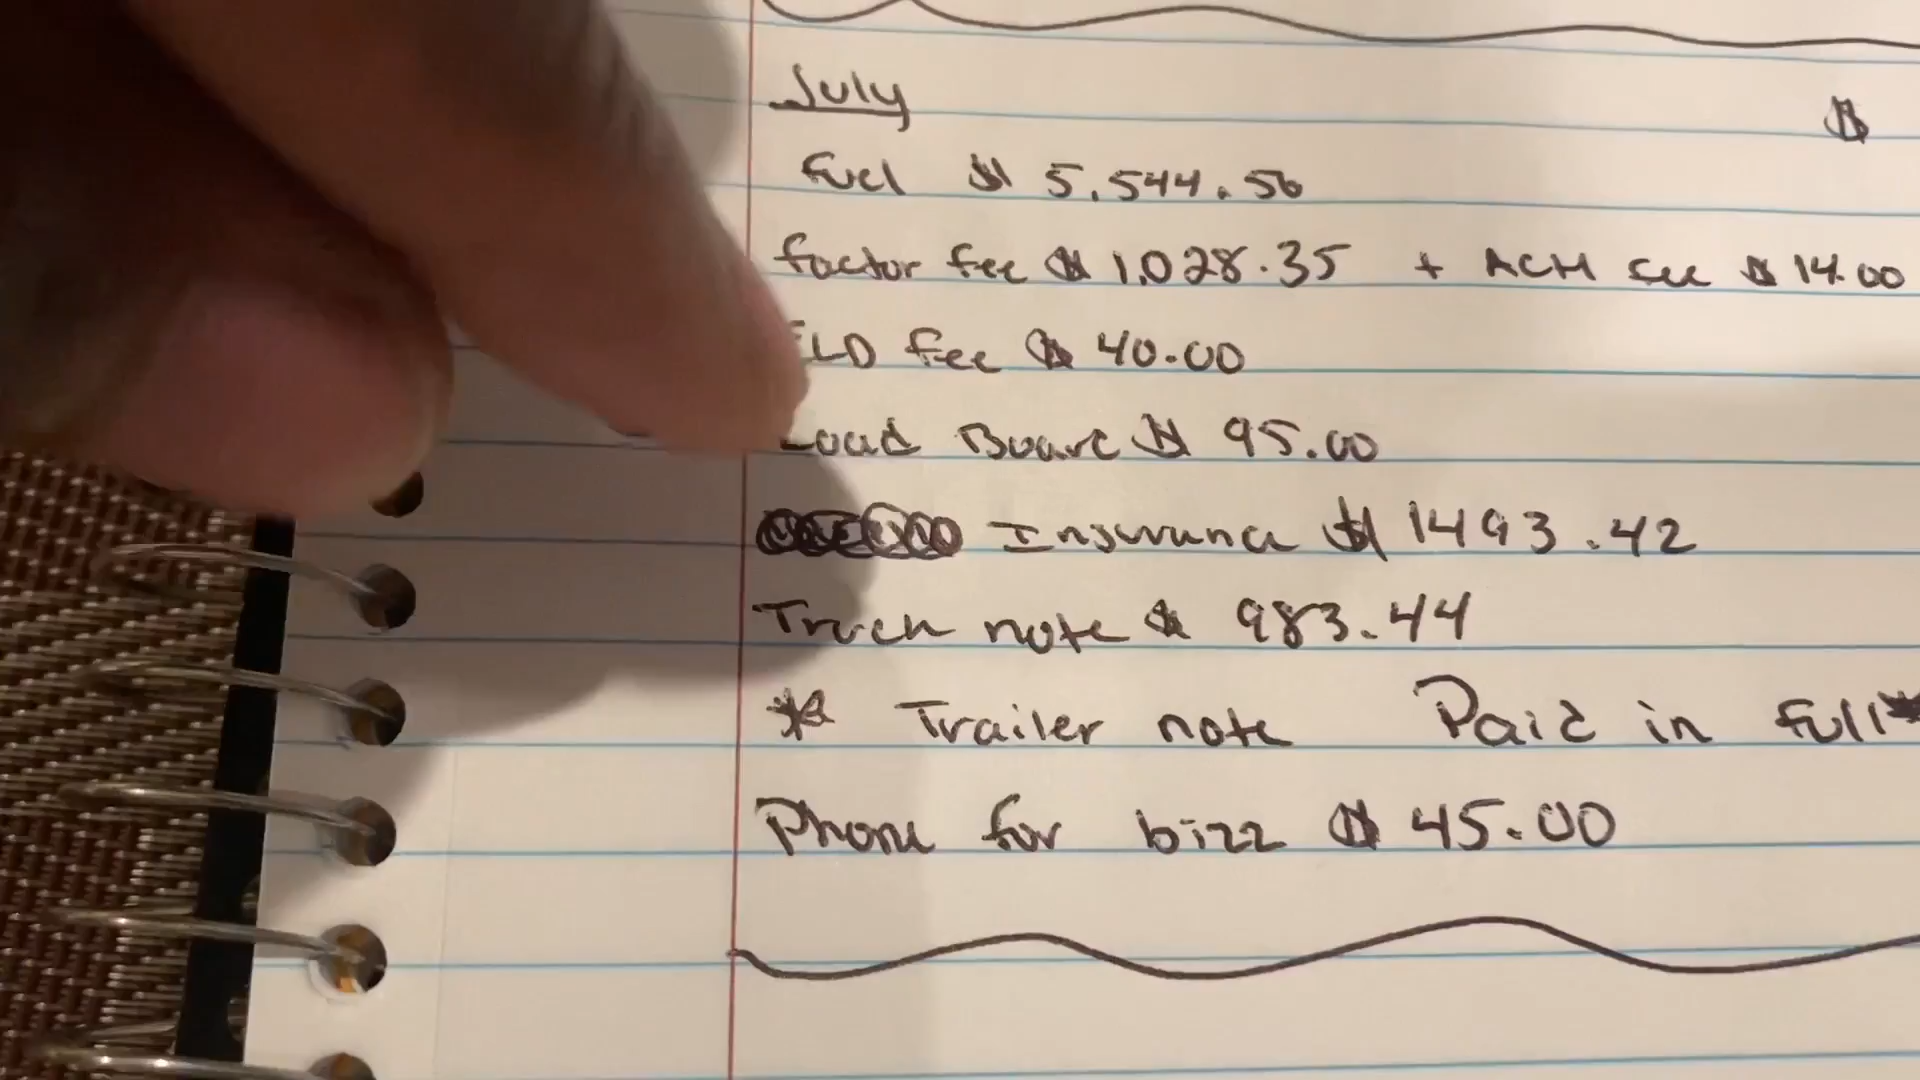 July $
fuel $ 5,544.56
factor fee $ 1,028.35 + ACH fee $ 14.00
ELD fee $ 40.00
Load Board $ 95.00
Insurance $ 1493.42
Truck note $ 983.44
* Trailer note Paid in full*
Phone for bizz $ 45.00